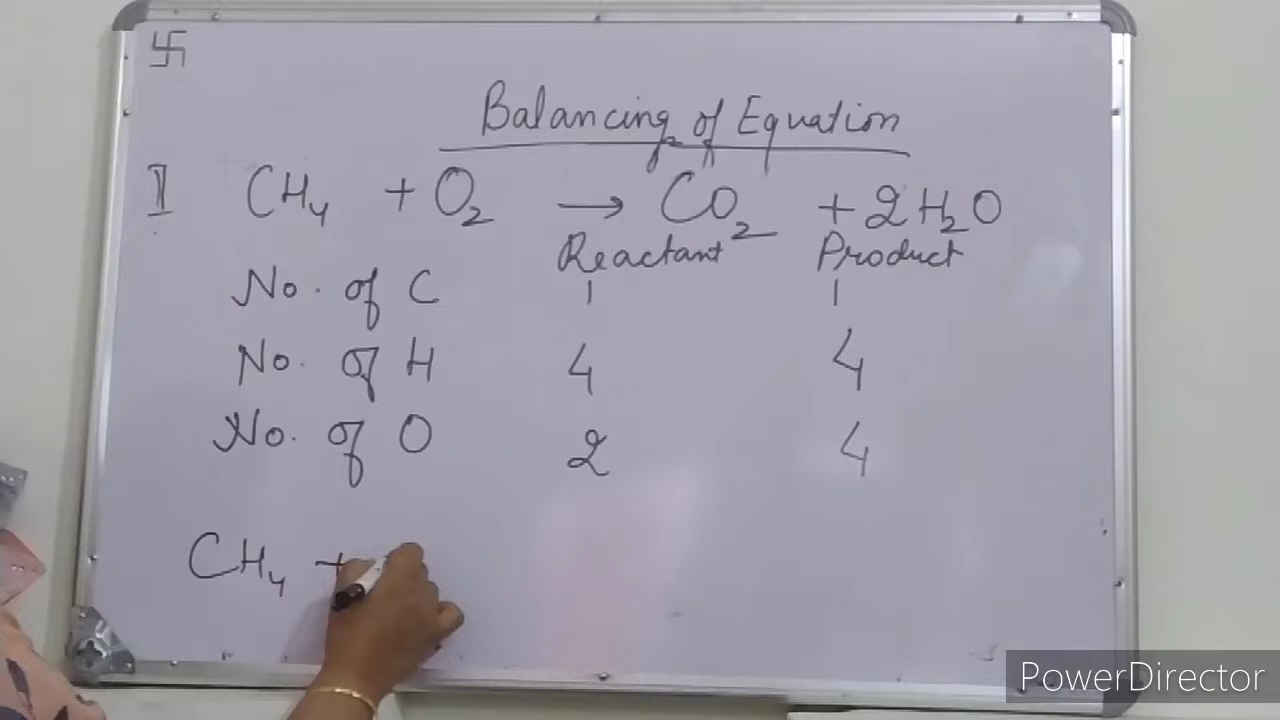 卐
Balancing of Equation
I CH₄ + O₂ → CO₂ + 2H₂O
Reactant Product
No. of C 1 1
No. of H 4 4
No. of O 2 4
CH₄ +
PowerDirector